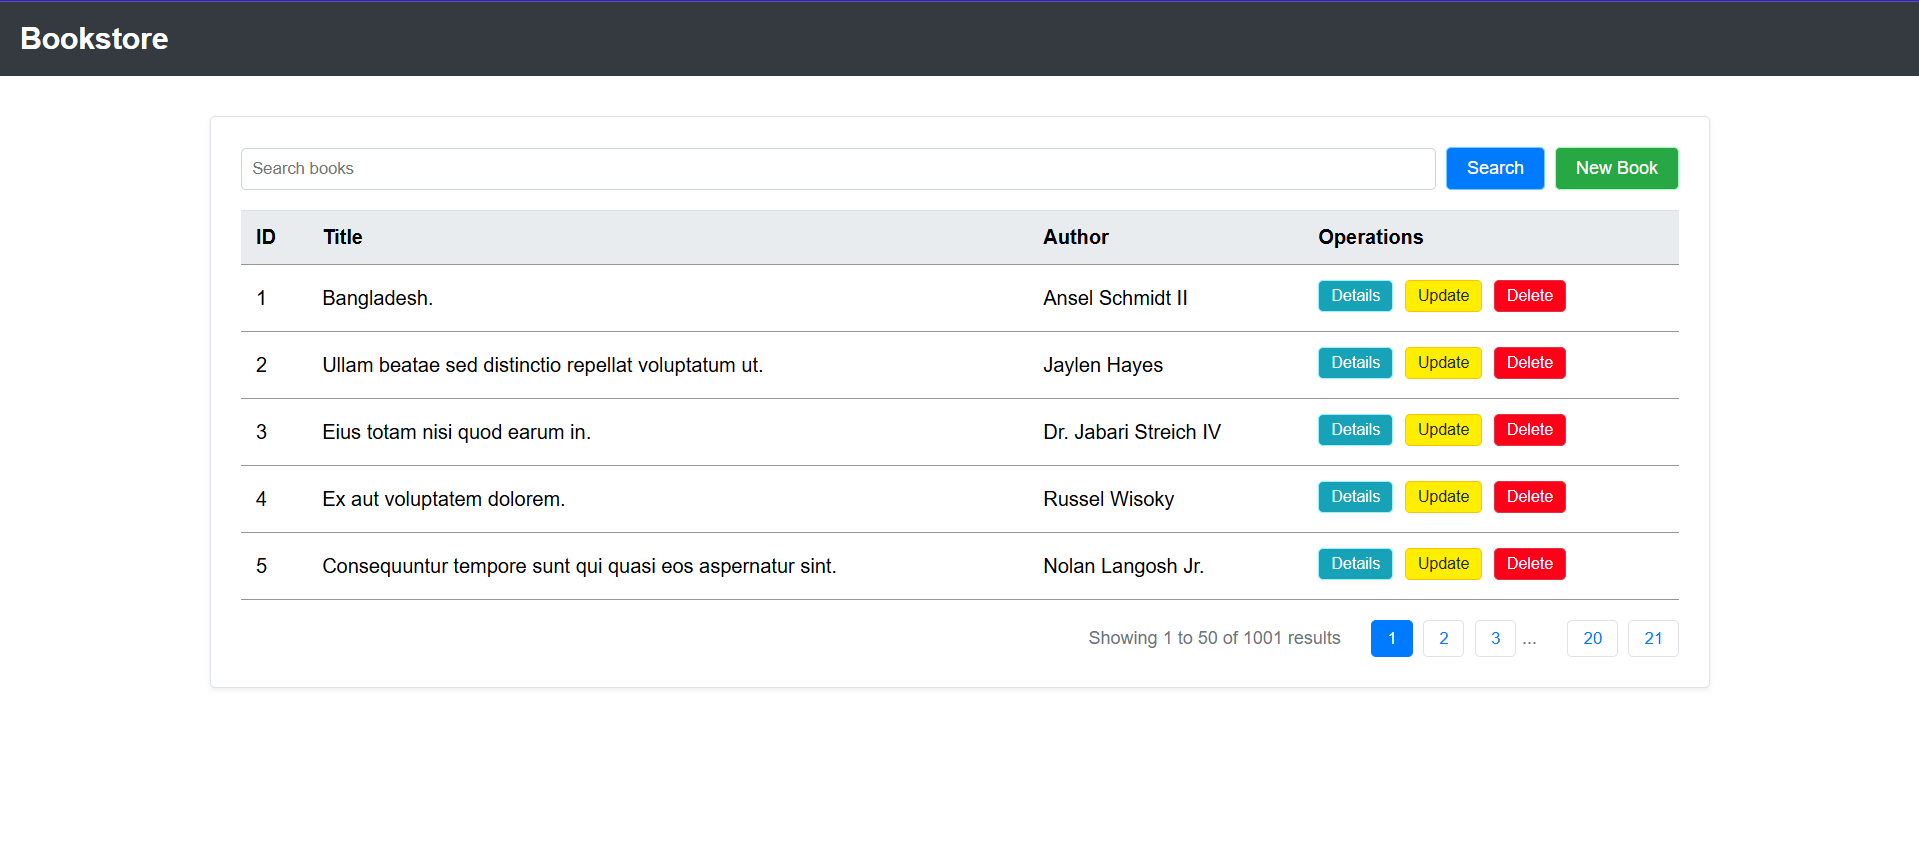 Bookstore
Search books Search New Book
ID Title Author Operations
1 Bangladesh. Ansel Schmidt II Details Update Delete
2 Ullam beatae sed distinctio repellat voluptatum ut. Jaylen Hayes Details Update Delete
3 Eius totam nisi quod earum in. Dr. Jabari Streich IV Details Update Delete
4 Ex aut voluptatem dolorem. Russel Wisoky Details Update Delete
5 Consequuntur tempore sunt qui quasi eos aspernatur sint. Nolan Langosh Jr. Details Update Delete
Showing 1 to 50 of 1001 results 1 2 3 ... 20 21